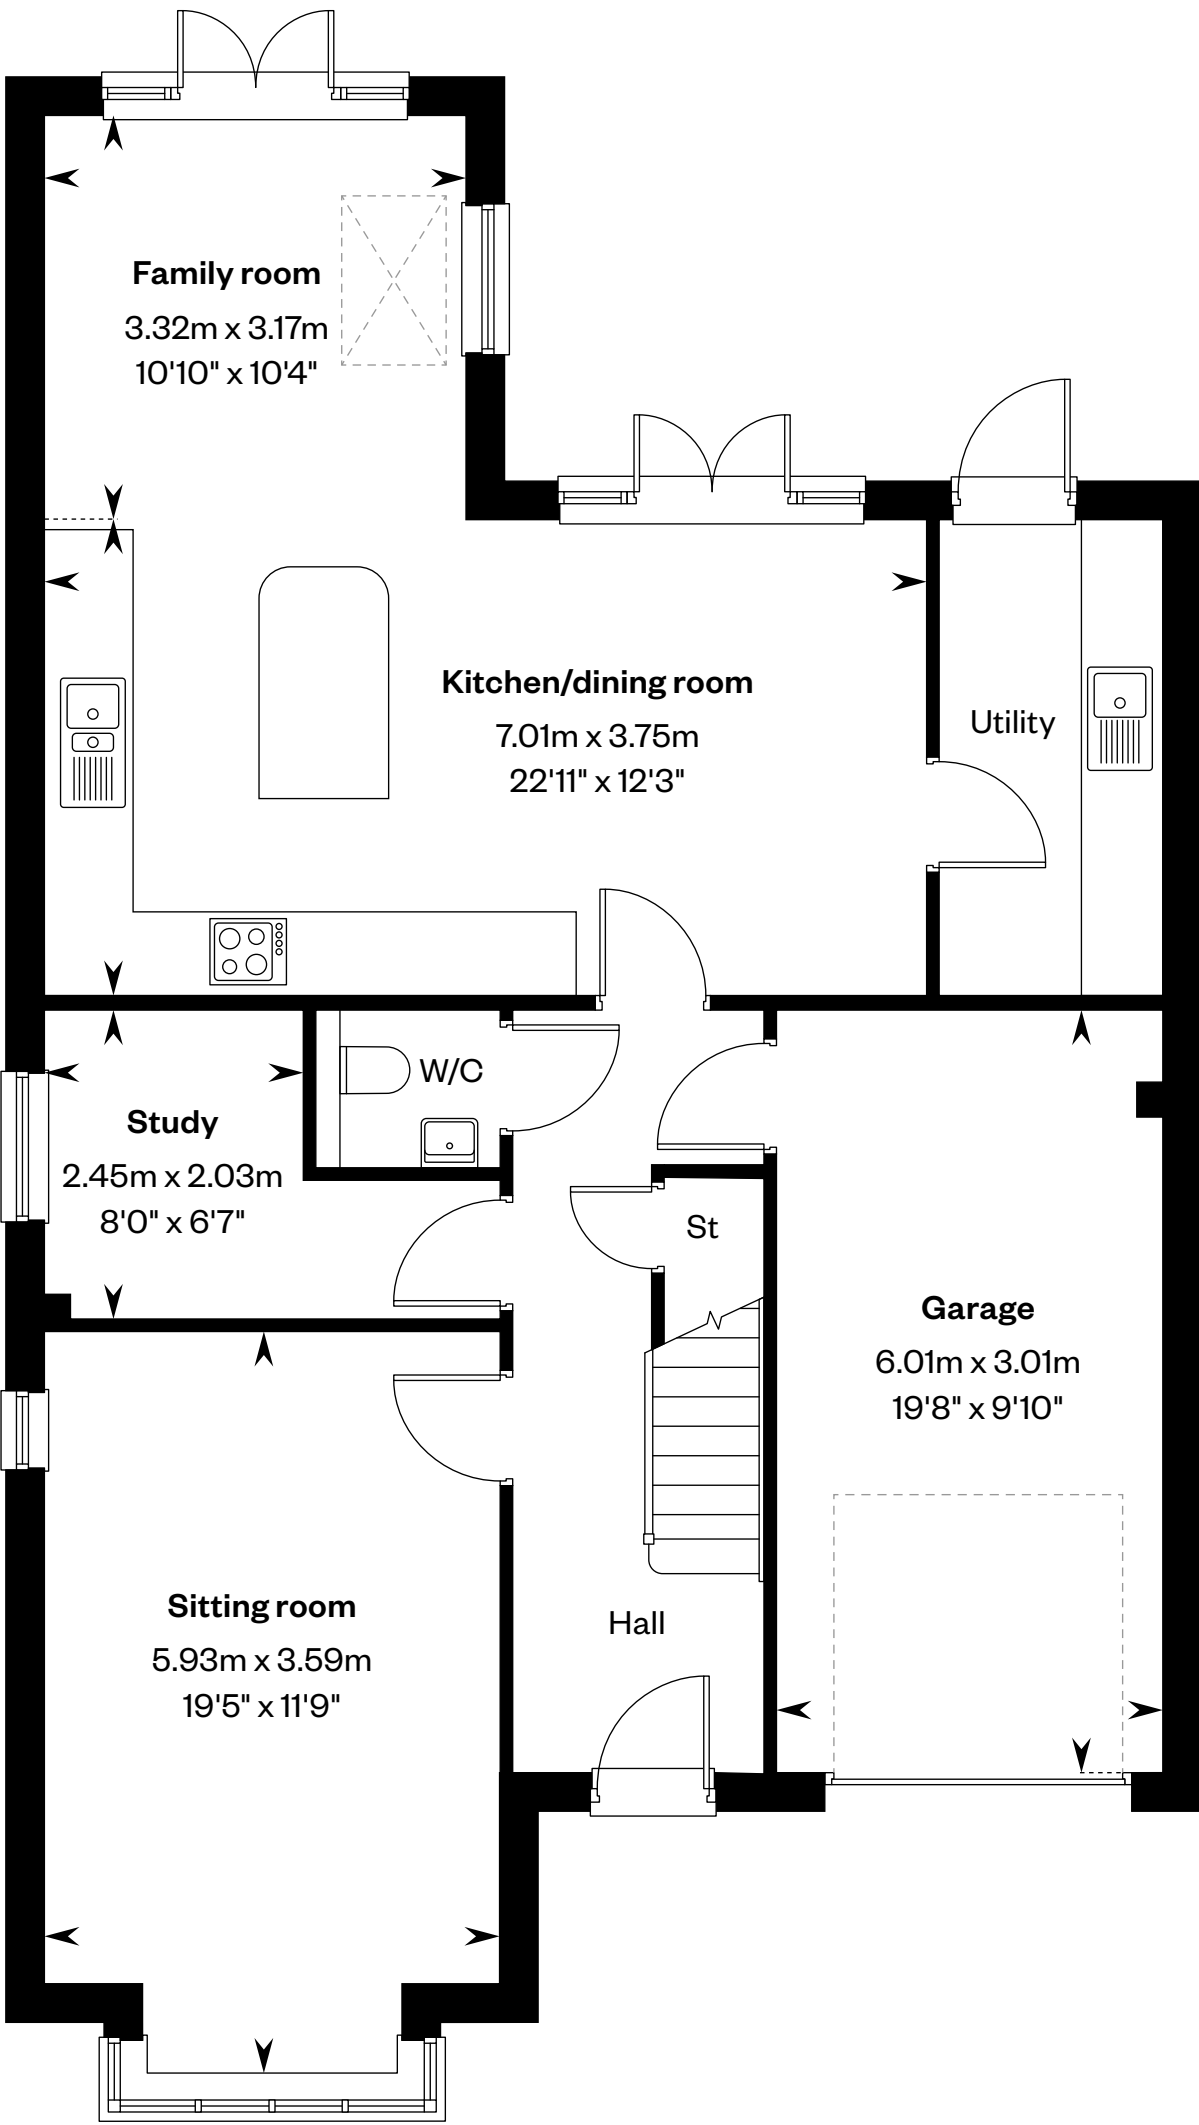 Family room
3.32m x 3.17m
10'10" x 10'4"
Kitchen/dining room
7.01m x 3.75m
22'11" x 12'3"
Utility
W/C
Study
2.45m x 2.03m
8'0" x 6'7"
St
Garage
6.01m x 3.01m
19'8" x 9'10"
Sitting room
5.93m x 3.59m
19'5" x 11'9"
Hall